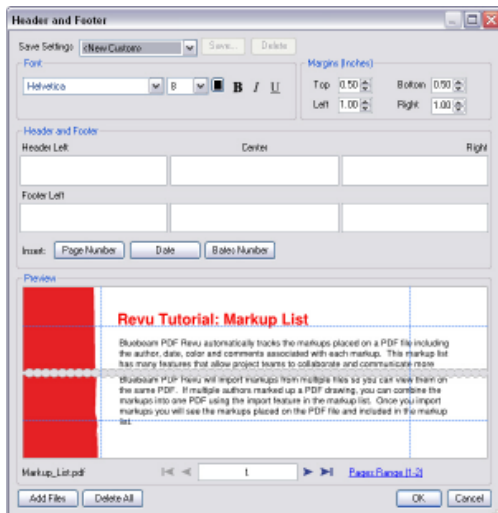 Header and Footer
Save Settings <New Custom> Save... Delete
Font
Helvetica 8 B I U
Margins (Inches)
Top 0.50 Bottom 0.50
Left 1.00 Right 1.00
Header and Footer
Header Left Center Right
Footer Left
Insert: Page Number Date Bates Number
Preview
Revu Tutorial: Markup List
Bluebeam PDF Revu automatically tracks the markups placed on a PDF file including
the author, date, color and comments associated with each markup. This markup list
has many features that allow project teams to collaborate and communicate more
Bluebeam PDF Revu will import markups from multiple files so you can view them on
the same PDF. If multiple authors marked up a PDF drawing, you can combine the
markups into one PDF using the import feature in the markup list. Once you import
markups you will see the markups placed on the PDF file and included in the markup
list.
Markup_List.pdf 1 Pages Range [1-2]
Add Files Delete All OK Cancel